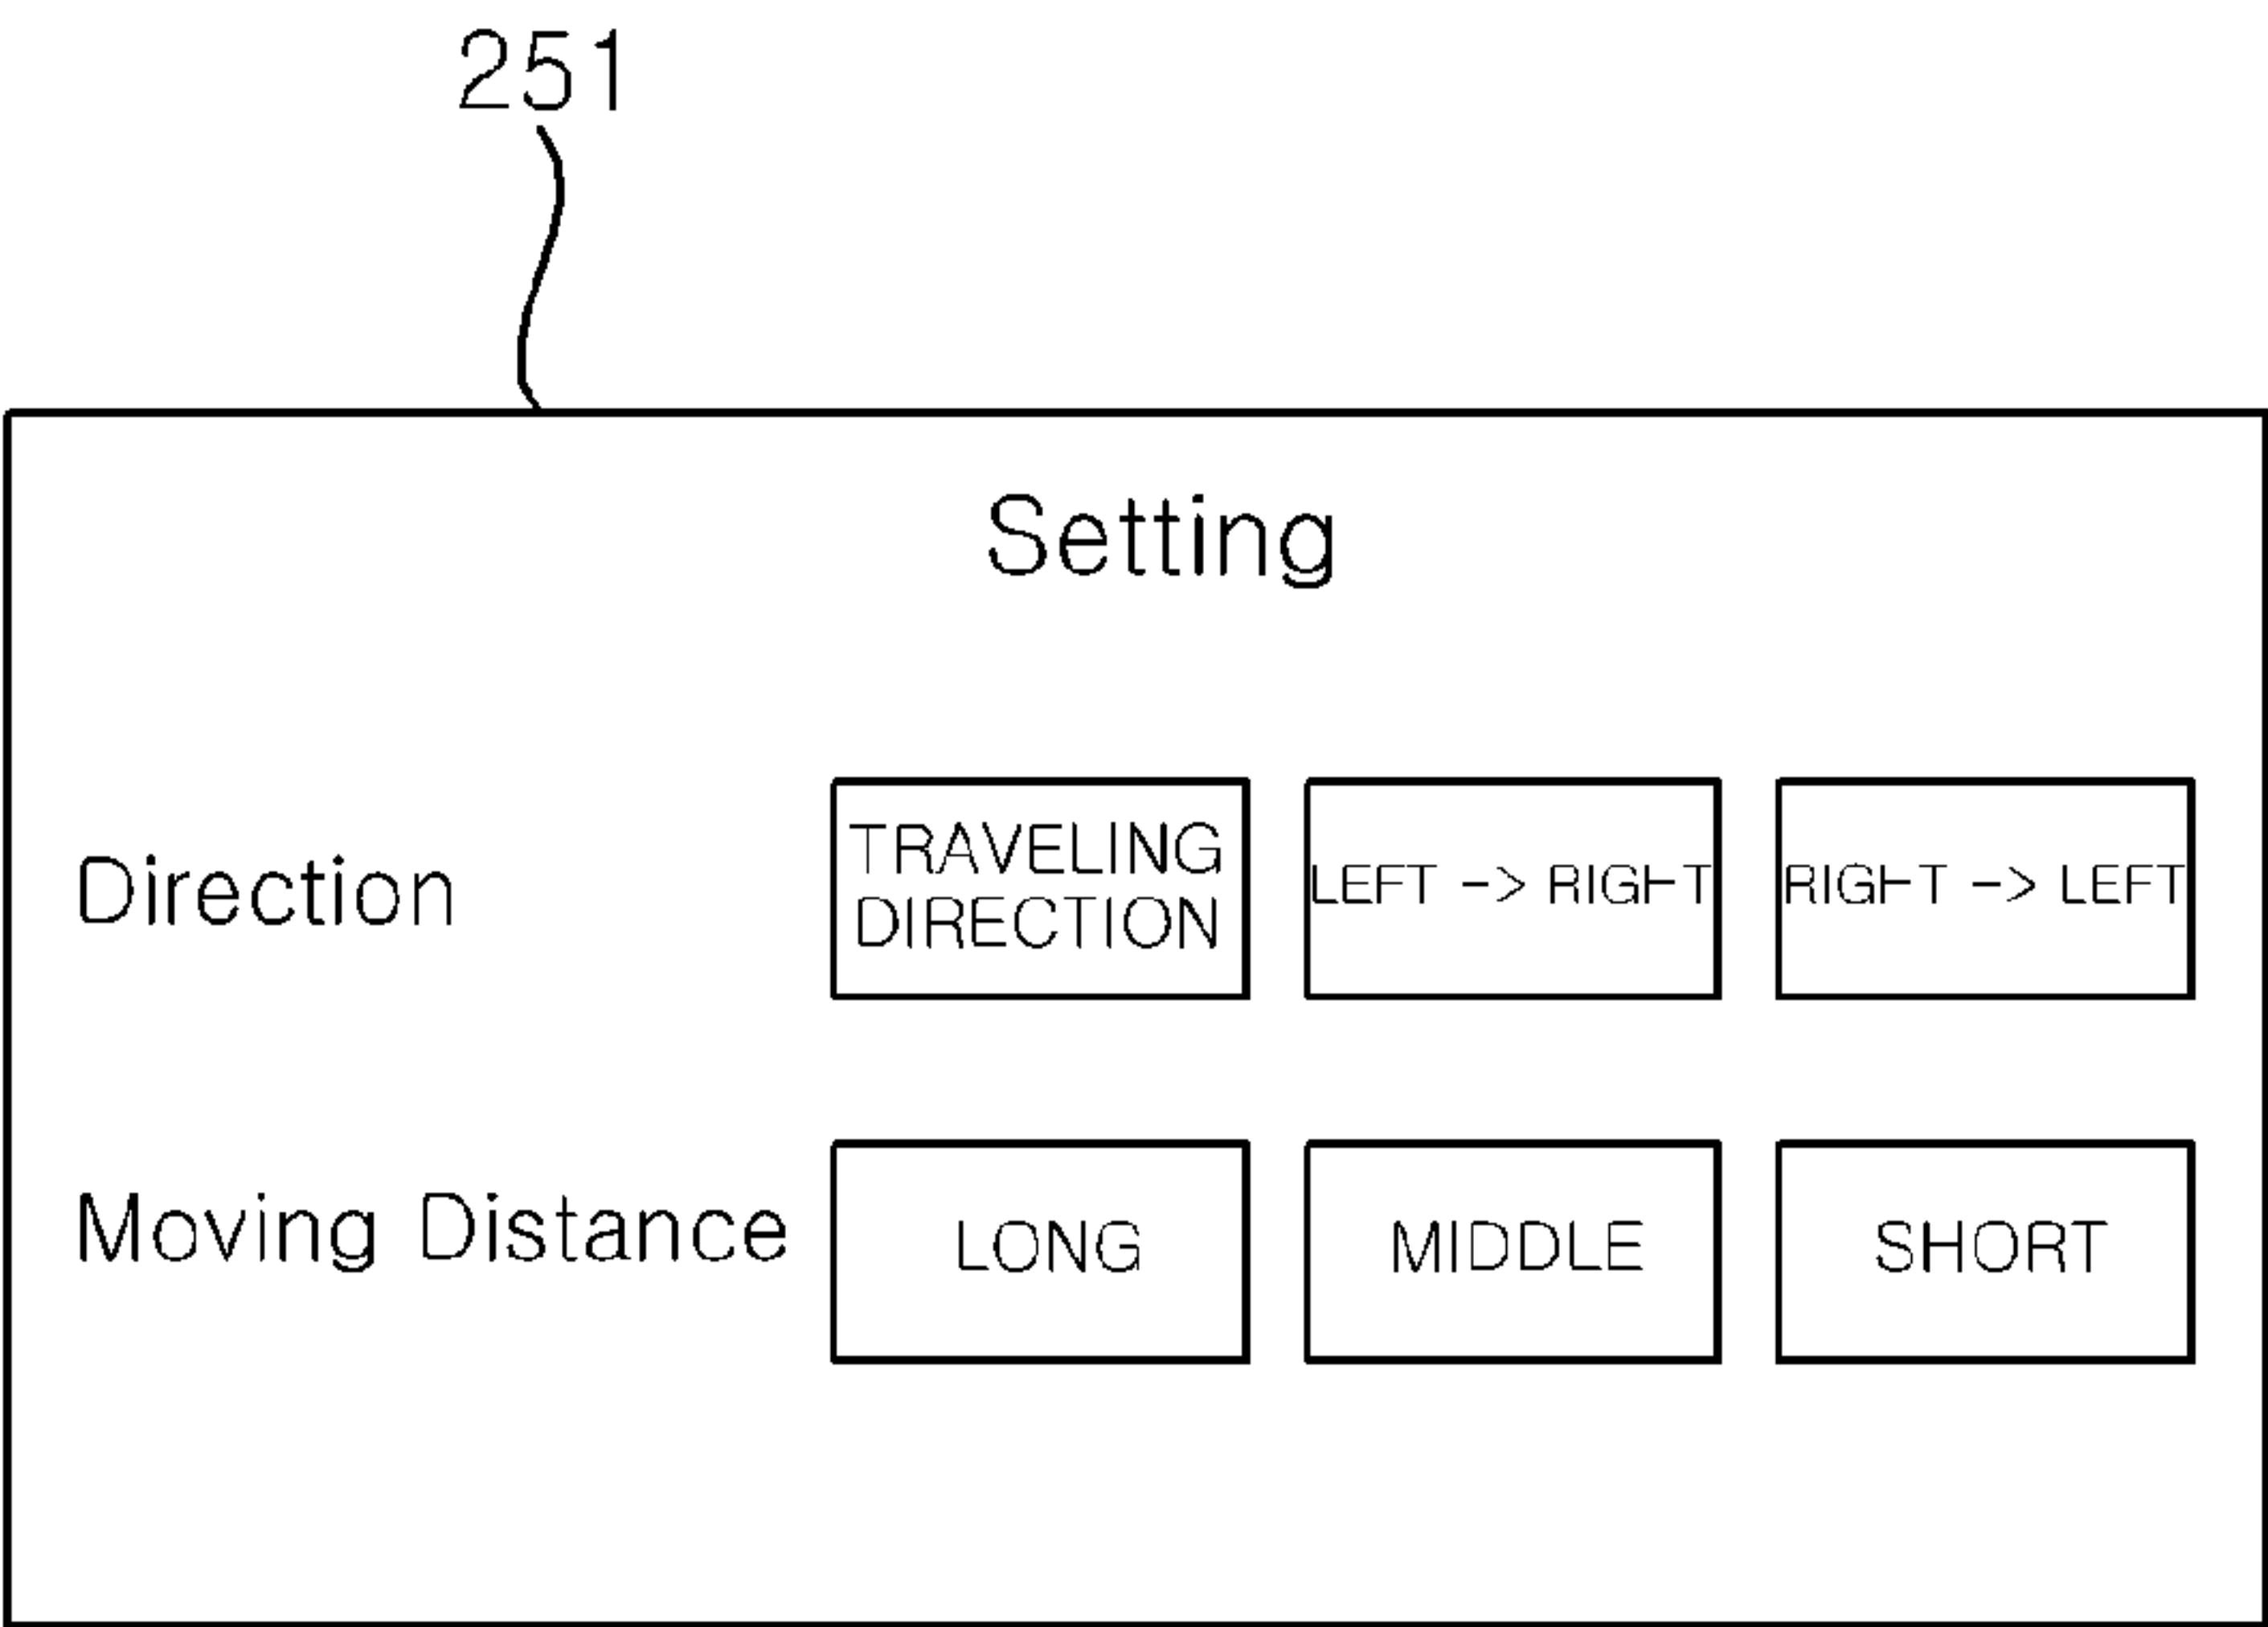 251
Setting
Direction
TRAVELING
DIRECTION
LEFT -> RIGHT
RIGHT -> LEFT
Moving Distance
LONG
MIDDLE
SHORT